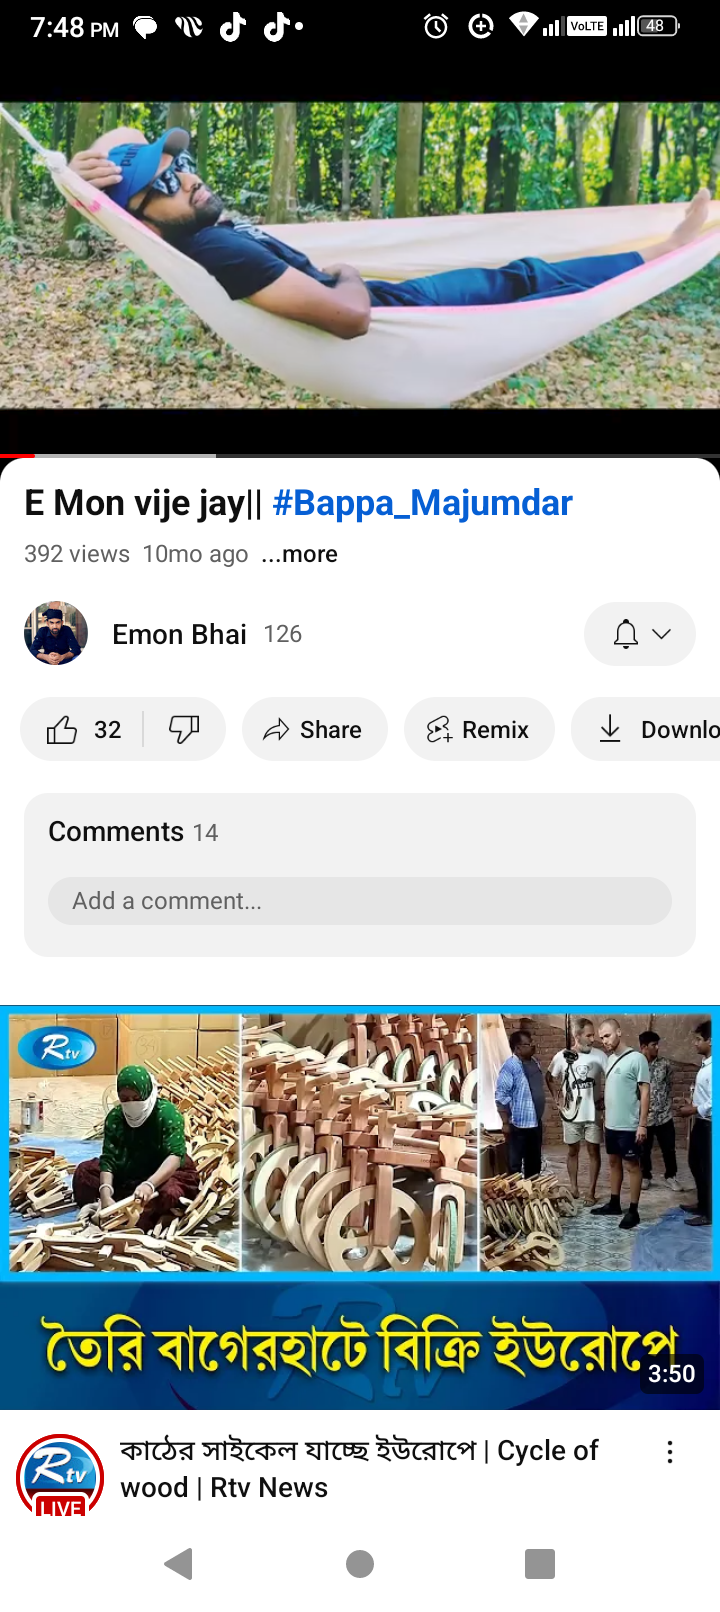 7:48 PM
VoLTE
48
E Mon vije jay|| #Bappa_Majumdar
392 views 10mo ago ...more
Emon Bhai 126
32
Share
Remix
Downlo
Comments 14
Add a comment...
Rtv
তৈরি বাগেরহাটে বিক্রি ইউরোপে
3:50
Rtv
LIVE
কাঠের সাইকেল যাচ্ছে ইউরোপে | Cycle of
wood | Rtv News